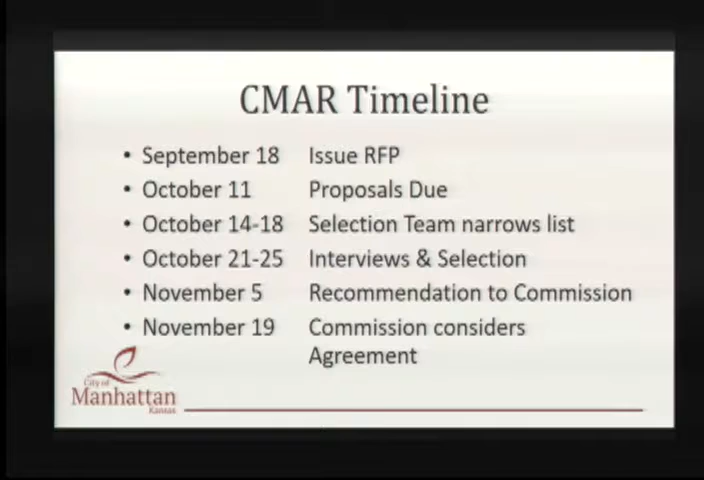 CMAR Timeline
• September 18 Issue RFP
• October 11 Proposals Due
• October 14-18 Selection Team narrows list
• October 21-25 Interviews & Selection
• November 5 Recommendation to Commission
• November 19 Commission considers
Agreement
City of
Manhattan
Kansas